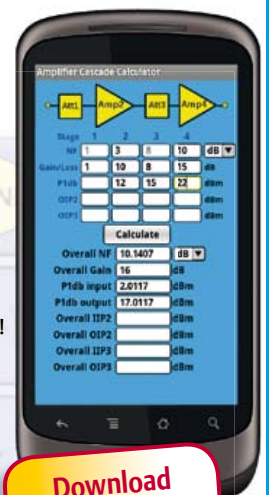 Amplifier Cascade Calculator
Att1 Amp2 Att3 Amp4
Stage 1 2 3 4
NF 1 3 8 10 dB
Gain/Loss 1 10 8 15 dB
P1db 12 15 22 dBm
OIP2 dBm
OIP3 dBm
Calculate
Overall NF 10.1407 dB
Overall Gain 16 dB
P1db input 2.0117 dBm
P1db output 17.0117 dBm
Overall IIP2 dBm
Overall OIP2 dBm
Overall IIP3 dBm
Overall OIP3 dBm
!
Download